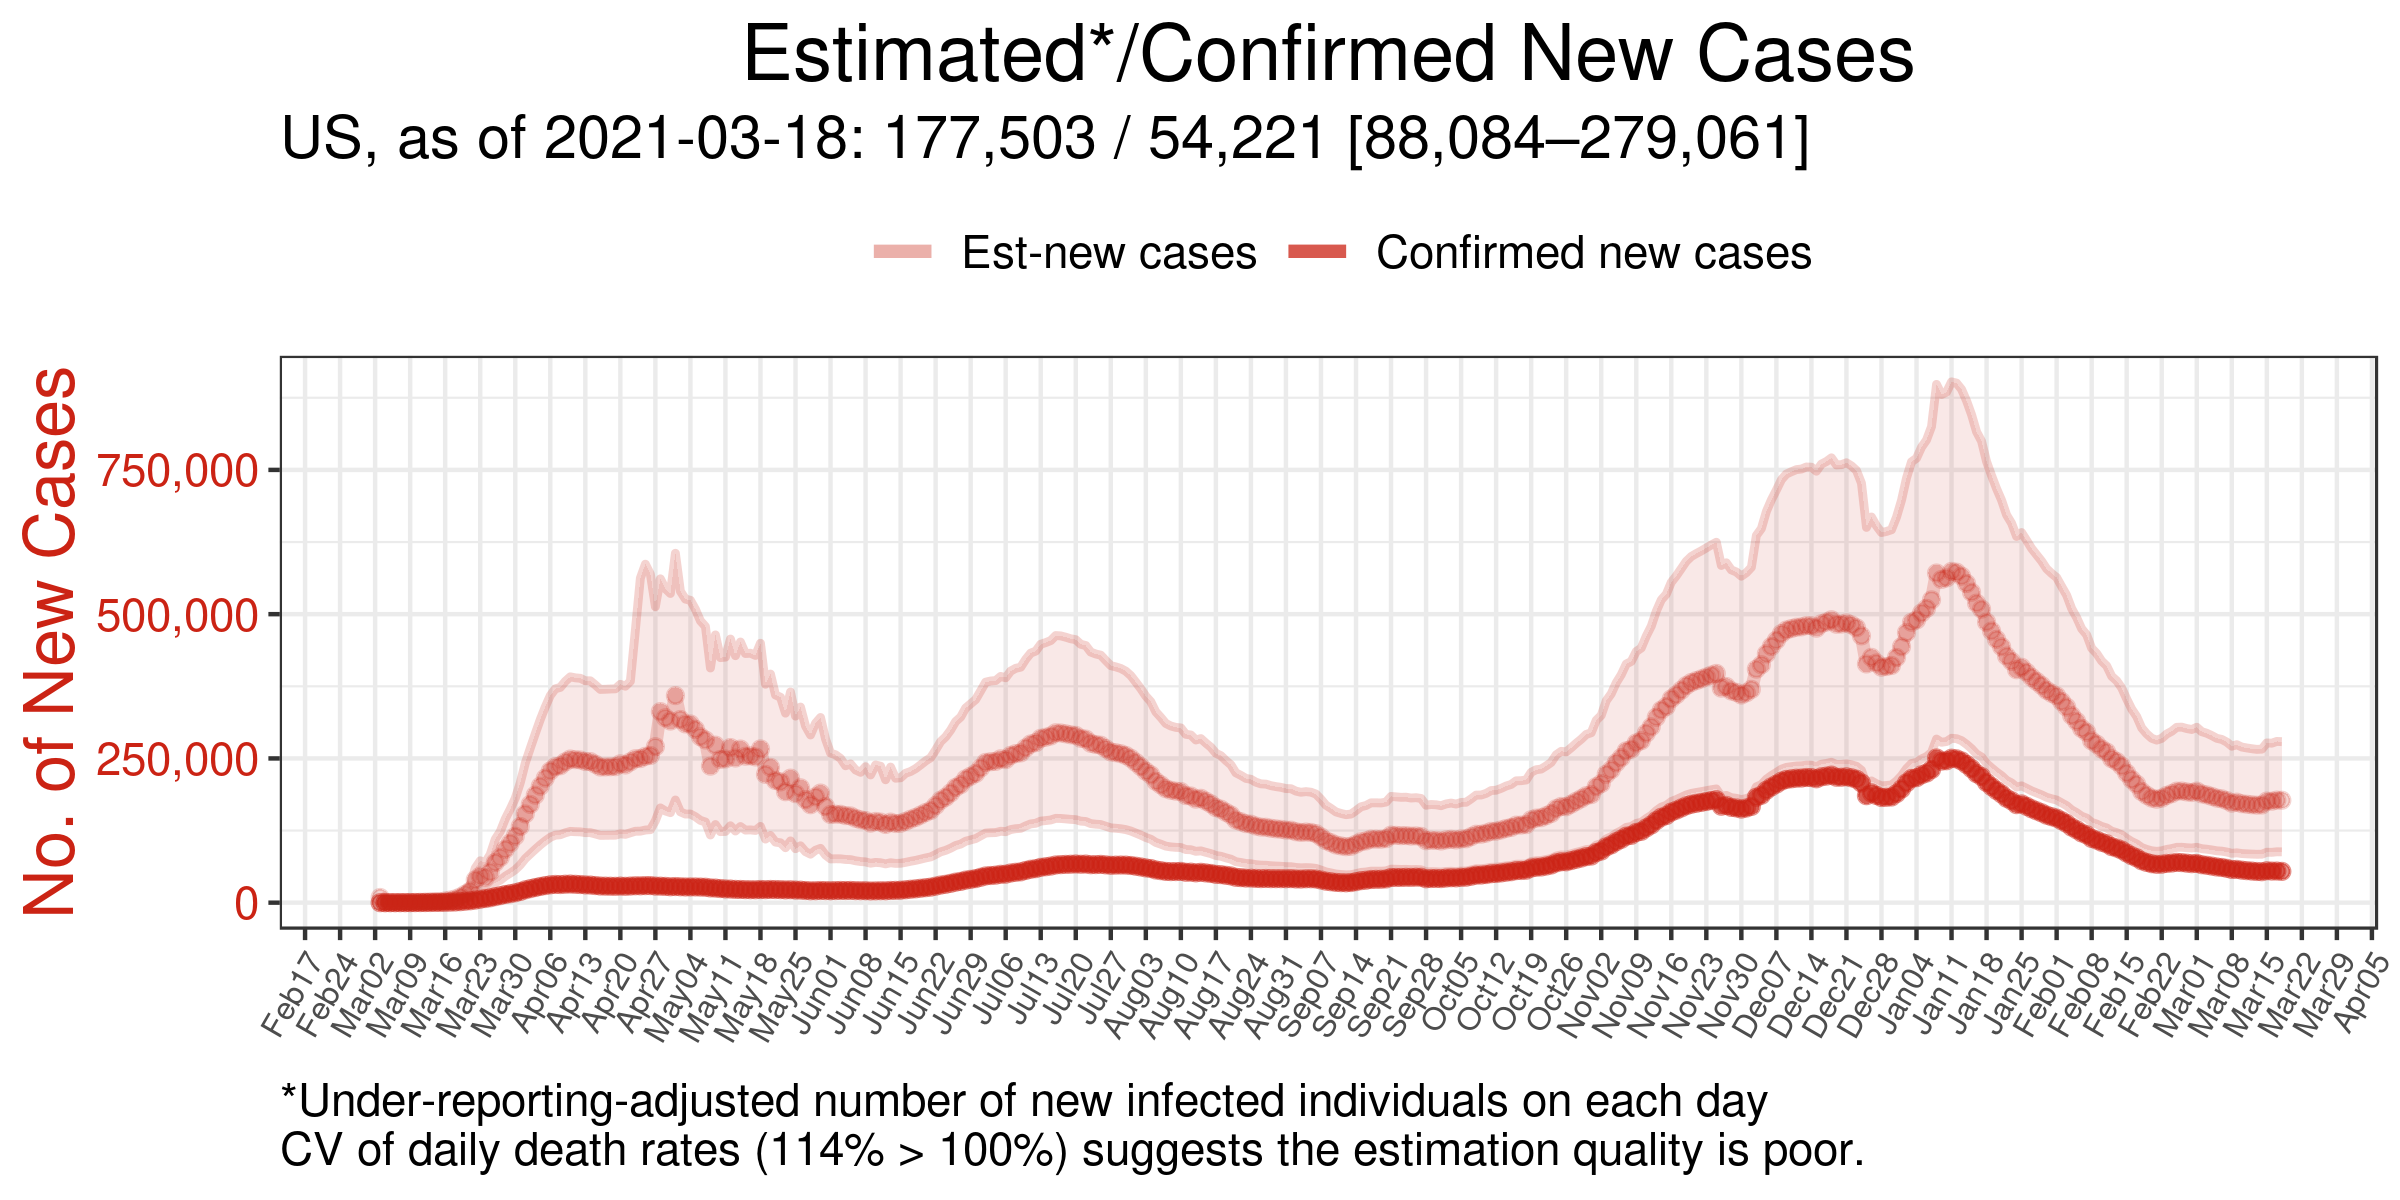 Estimated*/Confirmed New Cases
US, as of 2021-03-18: 177,503 / 54,221 [88,084–279,061]
Est-new cases Confirmed new cases
No. of New Cases
750,000
500,000
250,000
0
Feb17 Feb24 Mar02 Mar09 Mar16 Mar23 Mar30 Apr06 Apr13 Apr20 Apr27 May04 May11 May18 May25 Jun01 Jun08 Jun15 Jun22 Jun29 Jul06 Jul13 Jul20 Jul27 Aug03 Aug10 Aug17 Aug24 Aug31 Sep07 Sep14 Sep21 Sep28 Oct05 Oct12 Oct19 Oct26 Nov02 Nov09 Nov16 Nov23 Nov30 Dec07 Dec14 Dec21 Dec28 Jan04 Jan11 Jan18 Jan25 Feb01 Feb08 Feb15 Feb22 Mar01 Mar08 Mar15 Mar22 Mar29 Apr05
*Under-reporting-adjusted number of new infected individuals on each day
CV of daily death rates (114% > 100%) suggests the estimation quality is poor.